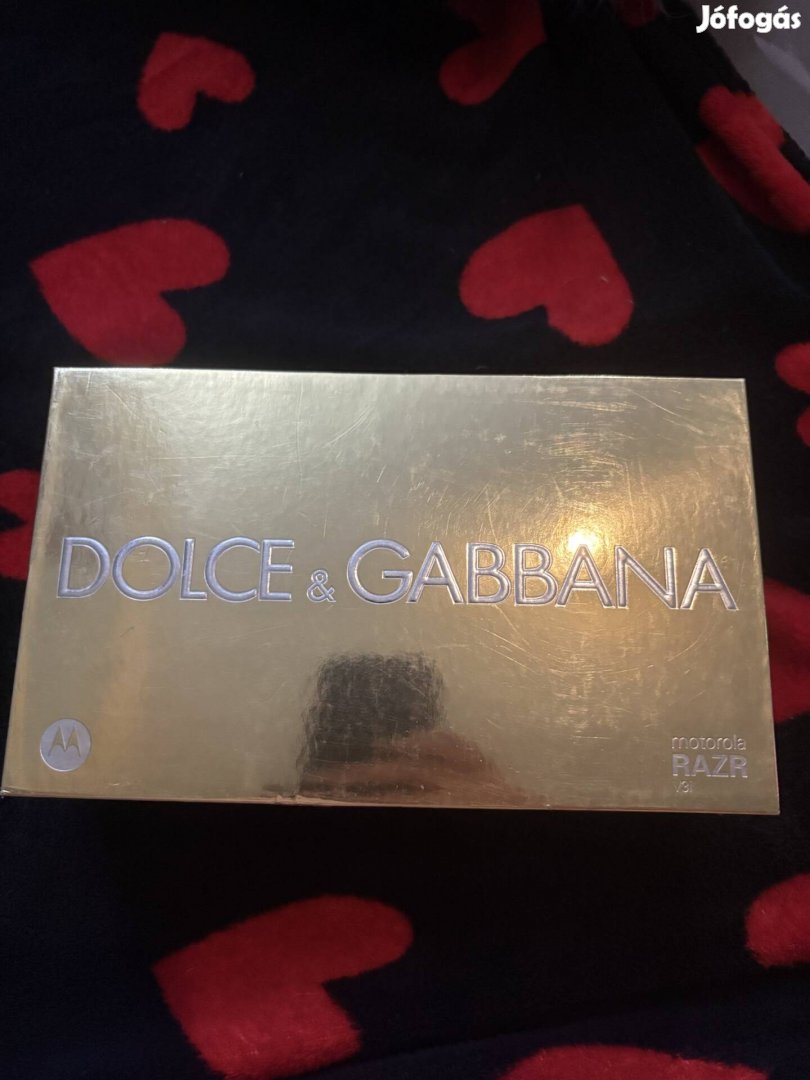 Jófogás
DOLCE & GABBANA
motorola
RAZR
V3i